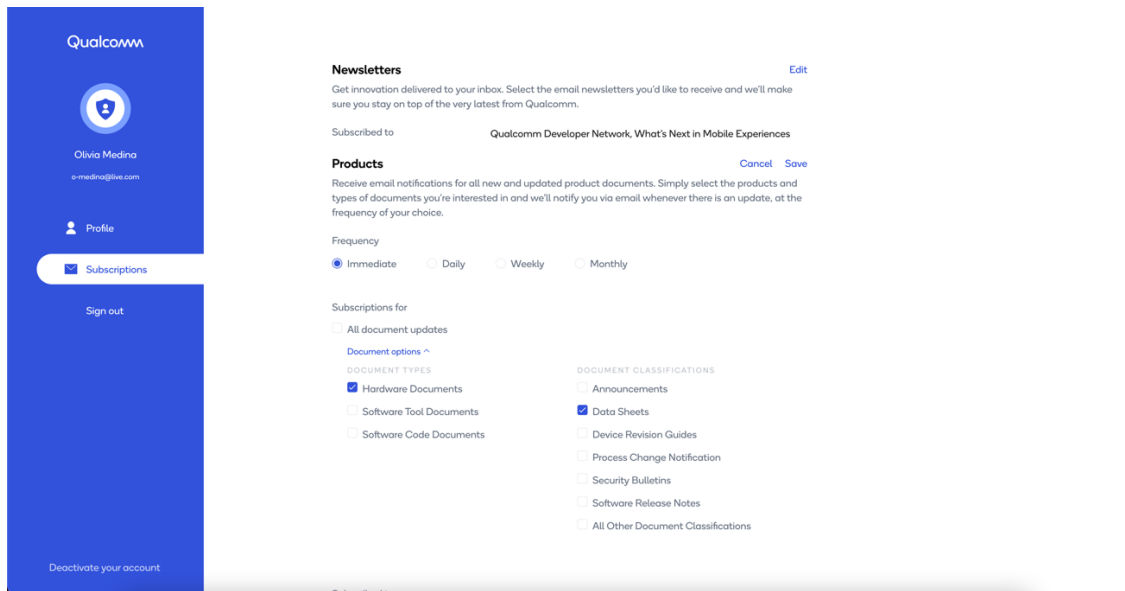 Qualcomm
Olivia Medina
o-medina@live.com
Profile
Subscriptions
Sign out
Deactivate your account
Newsletters
Edit
Get innovation delivered to your inbox. Select the email newsletters you'd like to receive and we'll make
sure you stay on top of the very latest from Qualcomm.
Subscribed to
Qualcomm Developer Network, What's Next in Mobile Experiences
Products
Cancel Save
Receive email notifications for all new and updated product documents. Simply select the products and
types of documents you're interested in and we'll notify you via email whenever there is an update, at the
frequency of your choice.
Frequency
Immediate Daily Weekly Monthly
Subscriptions for
All document updates
Document options
DOCUMENT TYPES
Hardware Documents
Software Tool Documents
Software Code Documents
DOCUMENT CLASSIFICATIONS
Announcements
Data Sheets
Device Revision Guides
Process Change Notification
Security Bulletins
Software Release Notes
All Other Document Classifications